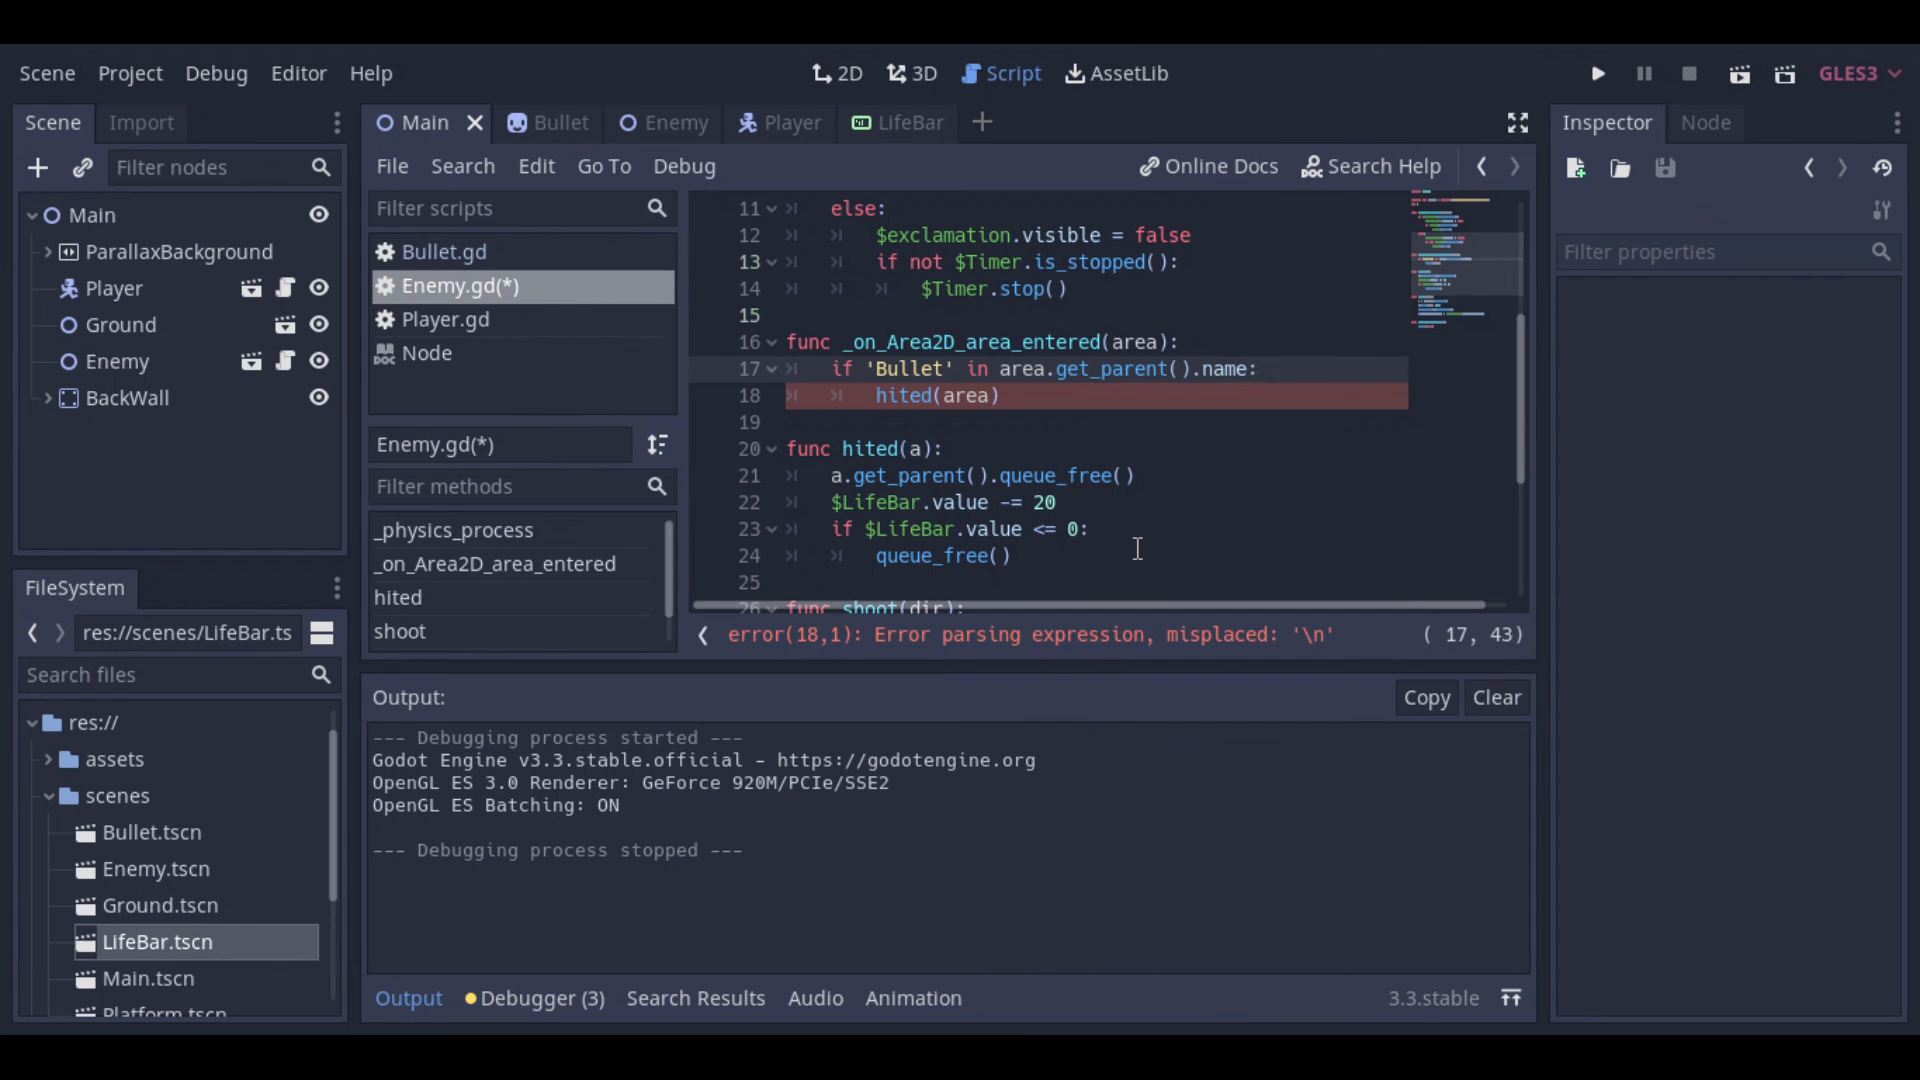 Scene Project Debug Editor Help
2D 3D Script AssetLib
GLES3
Scene Import
Filter nodes
Main
ParallaxBackground
Player
Ground
Enemy
BackWall
FileSystem
res://scenes/LifeBar.ts
Search files
res://
assets
scenes
Bullet.tscn
Enemy.tscn
Ground.tscn
LifeBar.tscn
Main.tscn
Platform.tscn
Main Bullet Enemy Player LifeBar
File Search Edit Go To Debug
Online Docs Search Help
Filter scripts
Bullet.gd
Enemy.gd(*)
Player.gd
DOC Node
Enemy.gd(*)
Filter methods
_physics_process
_on_Area2D_area_entered
hited
shoot
11 else:
12 $exclamation.visible = false
13 if not $Timer.is_stopped():
14 $Timer.stop()
15
16 func _on_Area2D_area_entered(area):
17 if 'Bullet' in area.get_parent().name:
18 hited(area)
19
20 func hited(a):
21 a.get_parent().queue_free()
22 $LifeBar.value -= 20
23 if $LifeBar.value <= 0:
24 queue_free()
25
26 func shoot(dir):
error(18,1): Error parsing expression, misplaced: '\n' ( 17, 43)
Output: Copy Clear
--- Debugging process started ---
Godot Engine v3.3.stable.official - https://godotengine.org
OpenGL ES 3.0 Renderer: GeForce 920M/PCIe/SSE2
OpenGL ES Batching: ON
--- Debugging process stopped ---
Output Debugger (3) Search Results Audio Animation 3.3.stable
Inspector Node
Filter properties